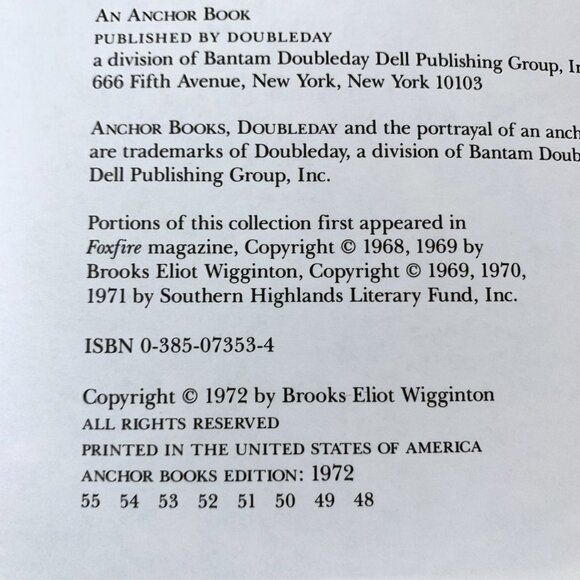 AN ANCHOR BOOK
PUBLISHED BY DOUBLEDAY
a division of Bantam Doubleday Dell Publishing Group, In
666 Fifth Avenue, New York, New York 10103
ANCHOR BOOKS, DOUBLEDAY and the portrayal of an anch
are trademarks of Doubleday, a division of Bantam Doub
Dell Publishing Group, Inc.
Portions of this collection first appeared in
Foxfire magazine, Copyright © 1968, 1969 by
Brooks Eliot Wigginton, Copyright © 1969, 1970,
1971 by Southern Highlands Literary Fund, Inc.
ISBN 0-385-07353-4
Copyright © 1972 by Brooks Eliot Wigginton
ALL RIGHTS RESERVED
PRINTED IN THE UNITED STATES OF AMERICA
ANCHOR BOOKS EDITION: 1972
55 54 53 52 51 50 49 48